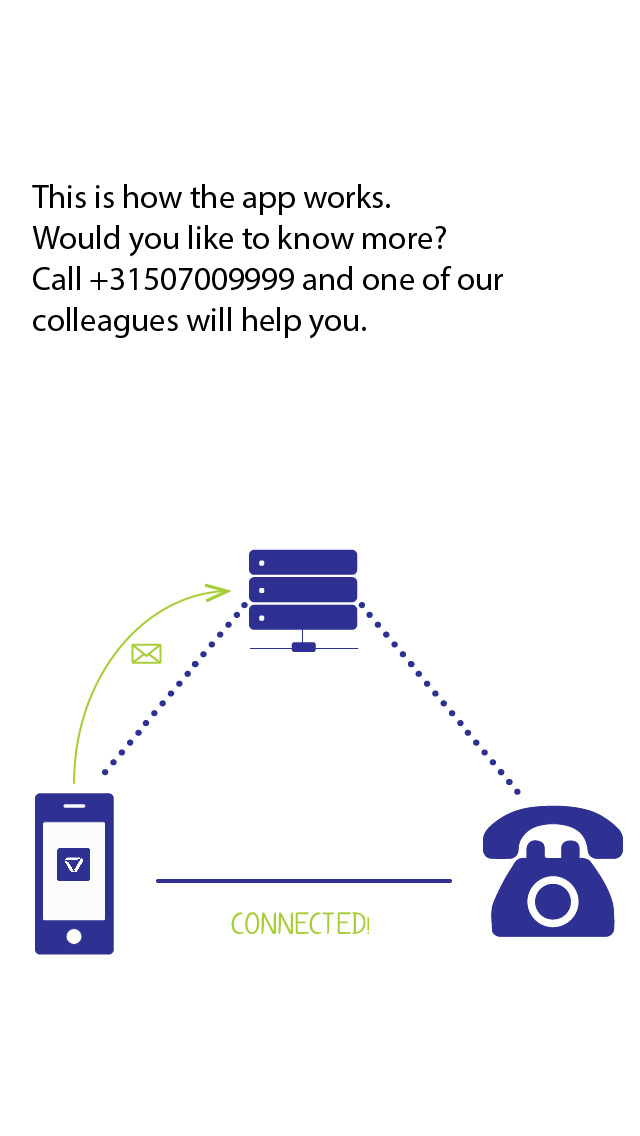 This is how the app works.
Would you like to know more?
Call +31507009999 and one of our
colleagues will help you.
CONNECTED!